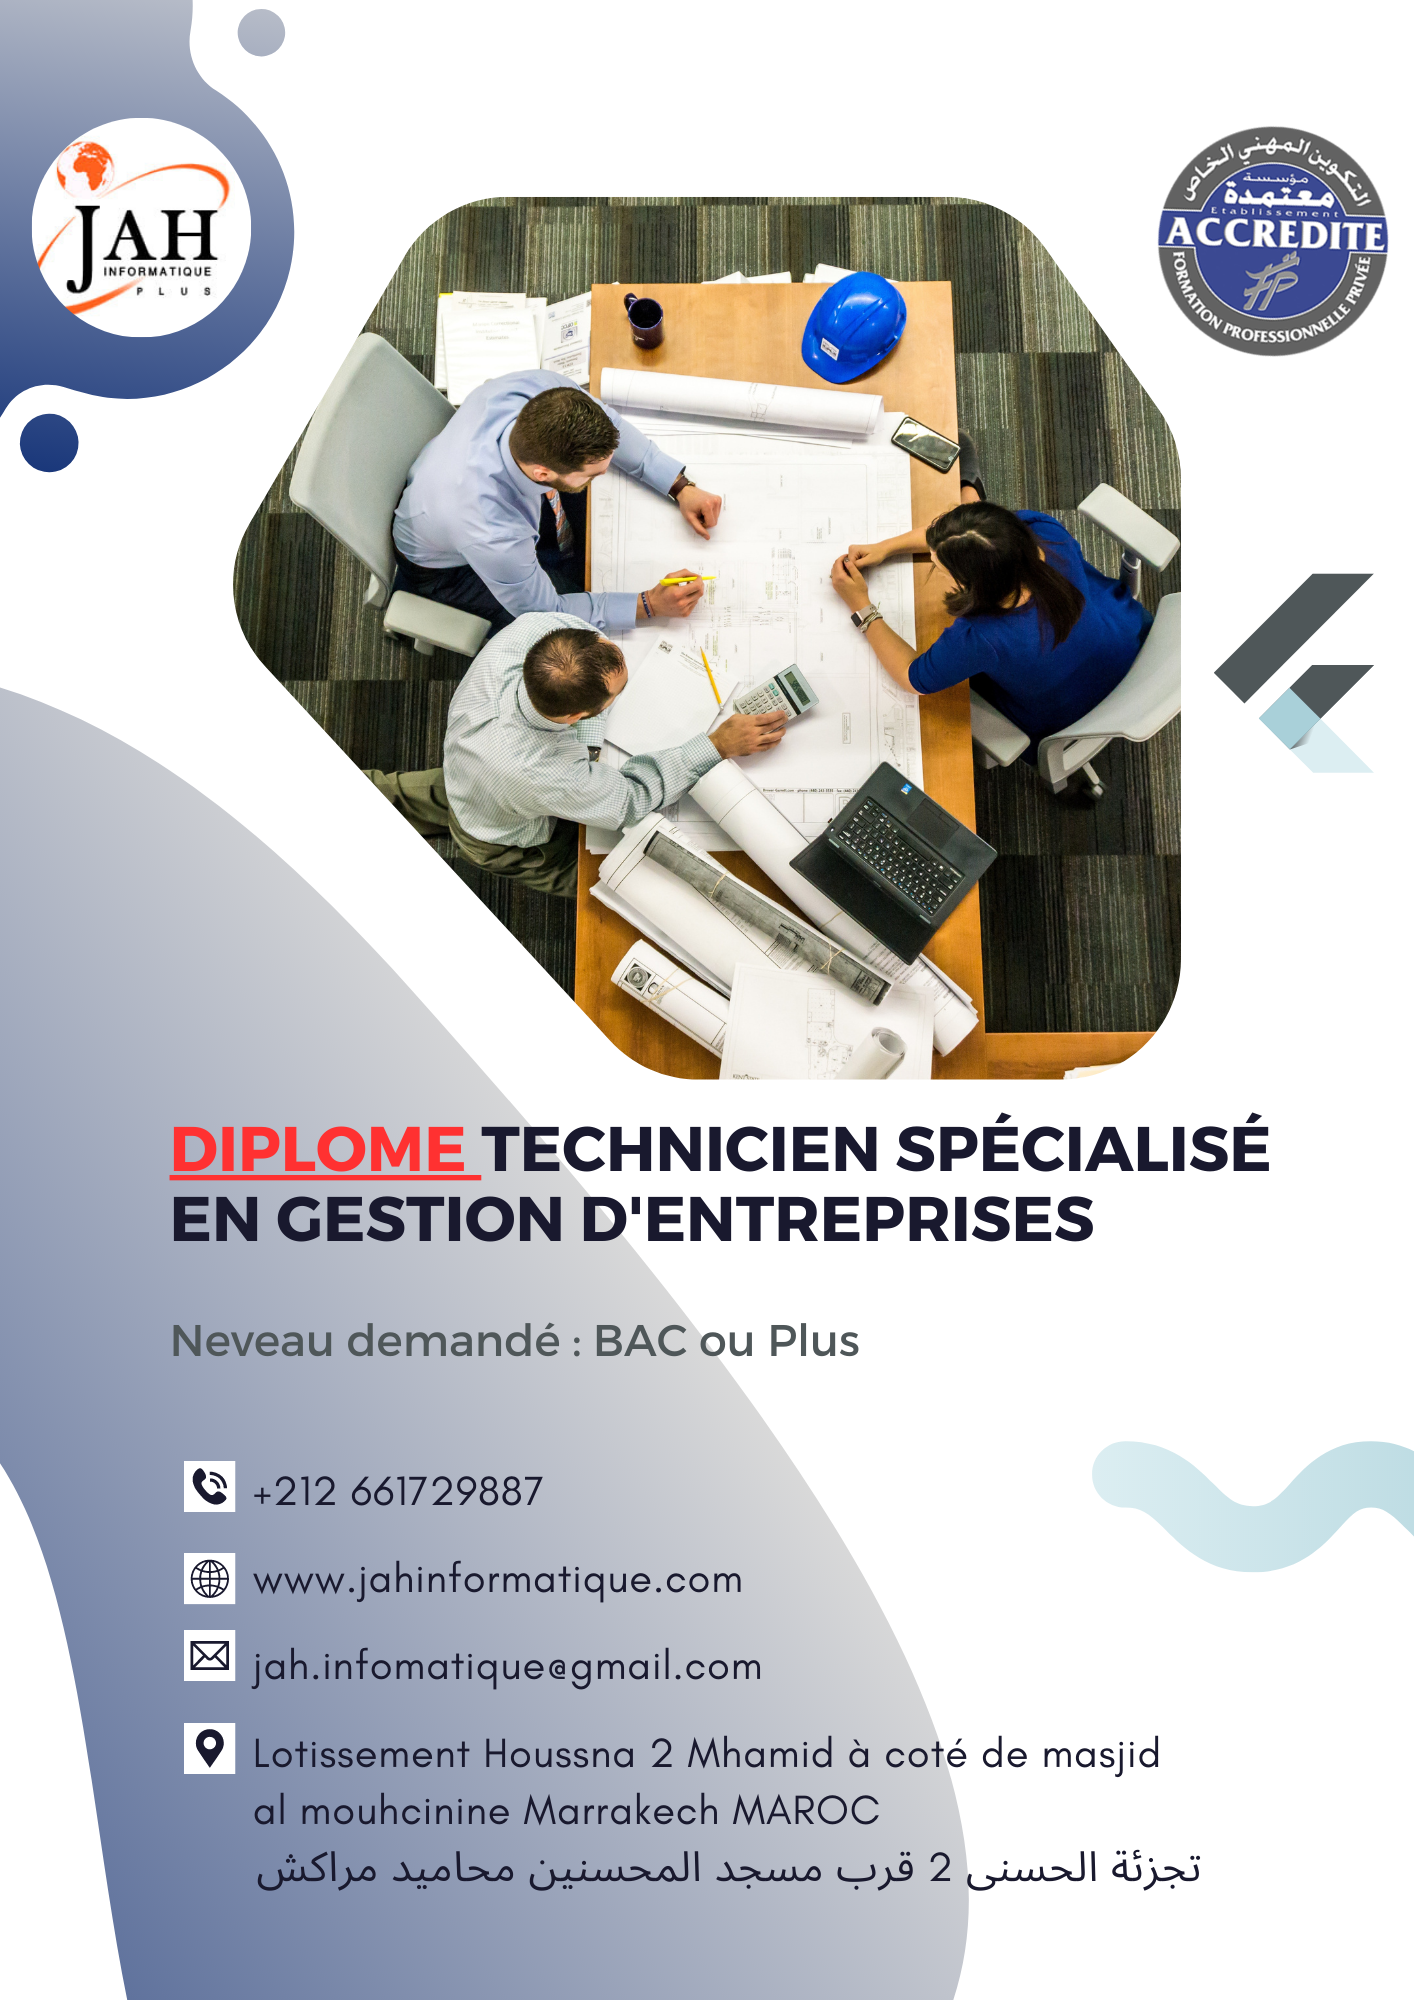 JAH
INFORMATIQUE
PLUS
التكوين المهني الخاص
مؤسسة
معتمدة
Etablissement
ACCREDITE
FORMATION PROFESSIONNELLE PRIVÉE
DIPLOME TECHNICIEN SPÉCIALISÉ
EN GESTION D'ENTREPRISES
Neveau demandé : BAC ou Plus
+212 661729887
www.jahinformatique.com
jah.infomatique@gmail.com
Lotissement Houssna 2 Mhamid à coté de masjid
al mouhcinine Marrakech MAROC
تجزئة الحسنى 2 قرب مسجد المحسنين محاميد مراكش